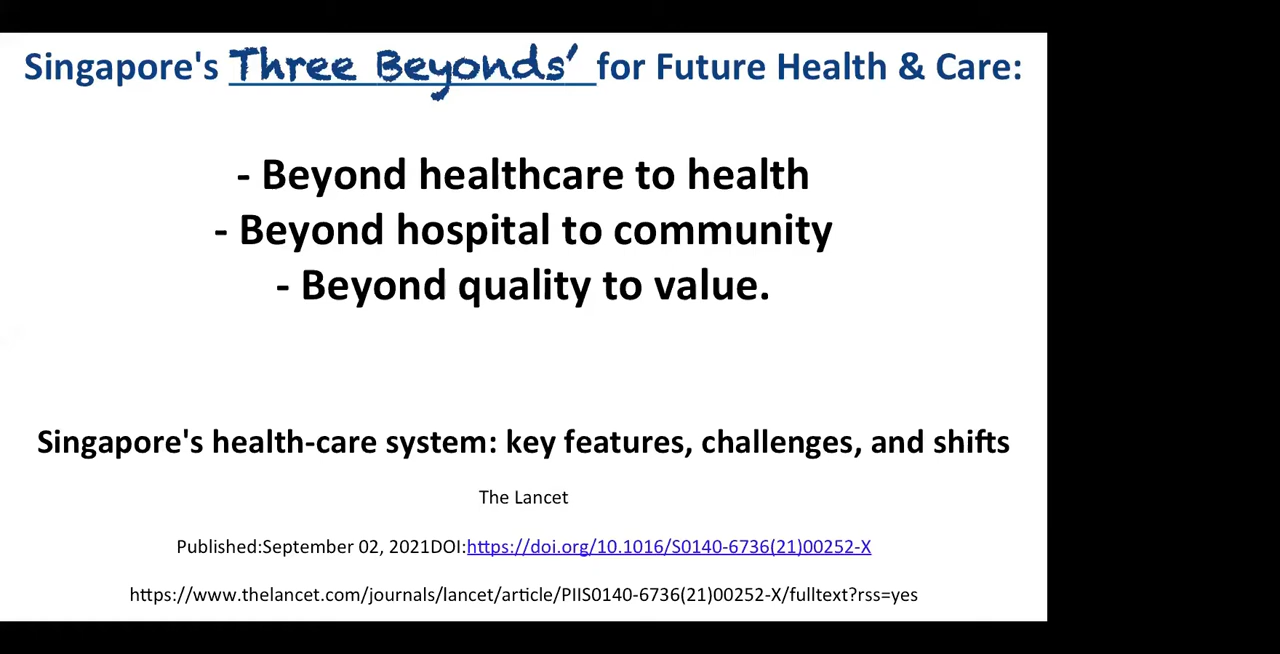 Singapore's Three Beyonds' for Future Health & Care:
- Beyond healthcare to health
- Beyond hospital to community
- Beyond quality to value.
Singapore's health-care system: key features, challenges, and shifts
The Lancet
Published:September 02, 2021DOI:https://doi.org/10.1016/S0140-6736(21)00252-X
https://www.thelancet.com/journals/lancet/article/PIIS0140-6736(21)00252-X/fulltext?rss=yes